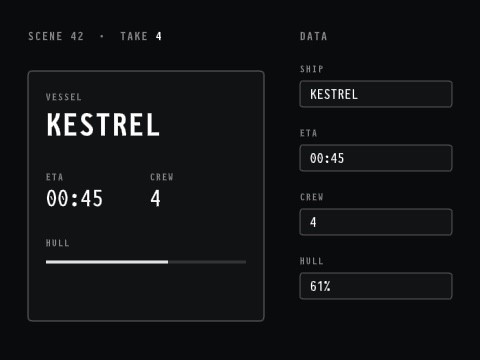 SCENE 42 • TAKE 4
VESSEL
KESTREL
ETA
00:45
CREW
4
HULL
DATA
SHIP
KESTREL
ETA
00:45
CREW
4
HULL
61%